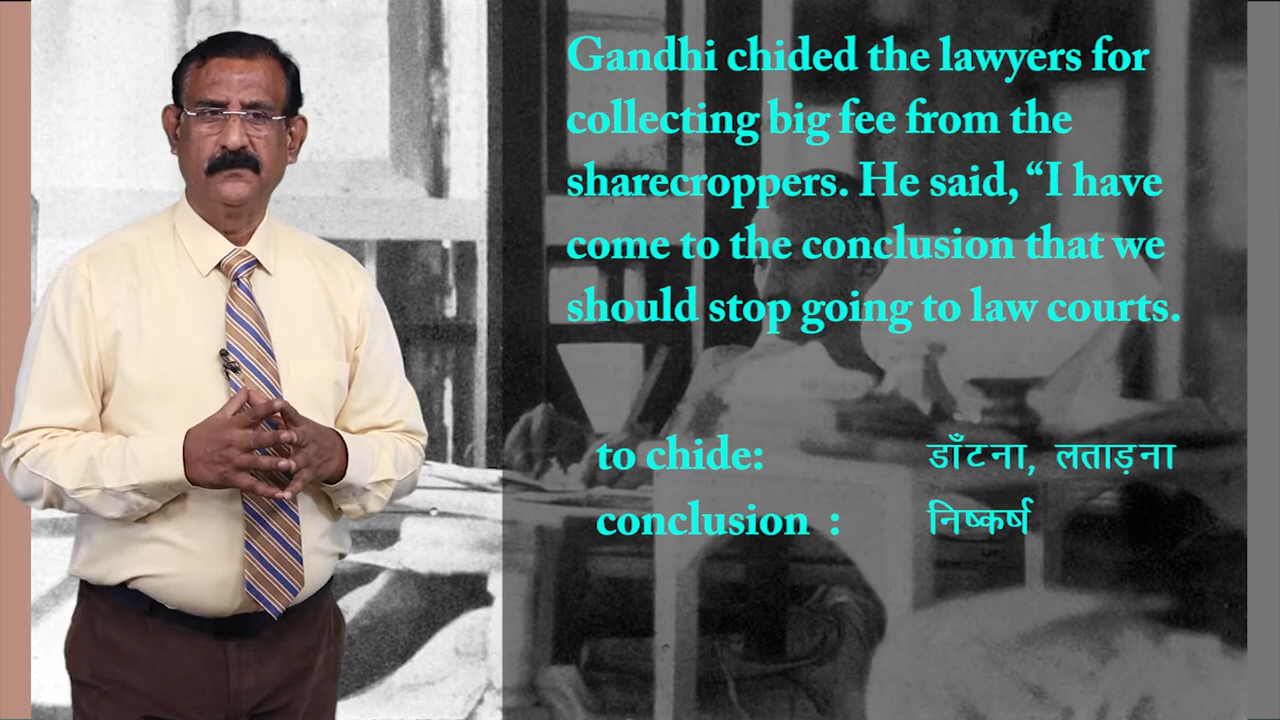 Gandhi chided the lawyers for
collecting big fee from the
sharecroppers. He said, “I have
come to the conclusion that we
should stop going to law courts.
to chide: डाँटना, लताड़ना
conclusion : निष्कर्ष